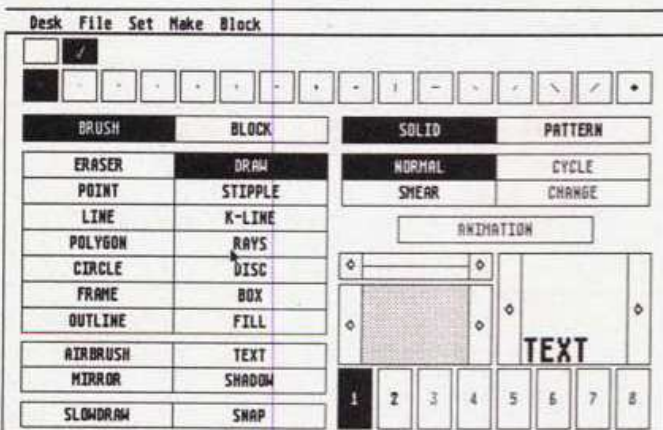 Desk File Set Make Block
BRUSH BLOCK SOLID PATTERN
ERASER DRAW NORMAL CYCLE
POINT STIPPLE SMEAR CHANGE
LINE K-LINE ANIMATION
POLYGON RAYS
CIRCLE DISC
FRAME BOX
OUTLINE FILL TEXT
AIRBRUSH TEXT
MIRROR SHADOW 1 2 3 4 5 6 7 8
SLOWDRAW SNAP